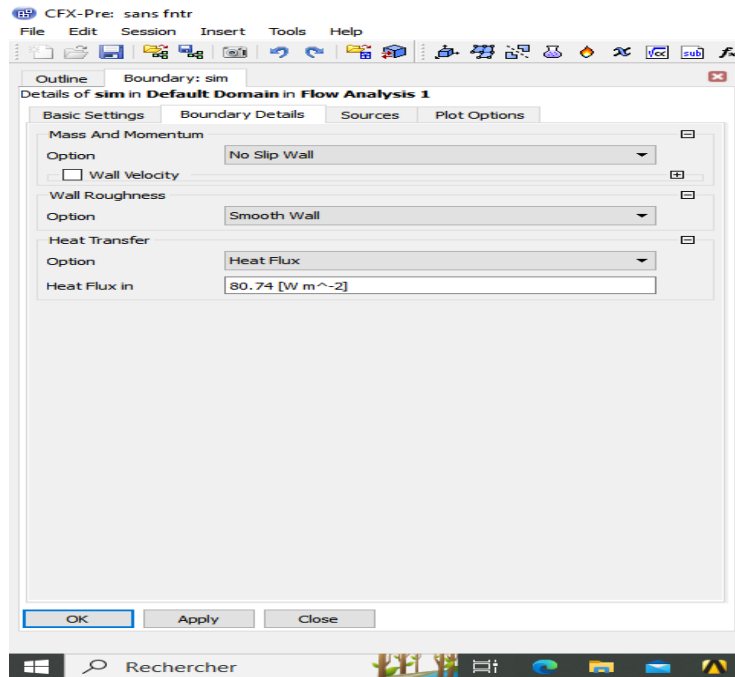 CFX-Pre: sans fntr
File Edit Session Insert Tools Help
√α sub fx
Outline Boundary: sim
Details of sim in Default Domain in Flow Analysis 1
Basic Settings Boundary Details Sources Plot Options
Mass And Momentum
Option No Slip Wall
Wall Velocity
Wall Roughness
Option Smooth Wall
Heat Transfer
Option Heat Flux
Heat Flux in 80.74 [W m^-2]
OK Apply Close
Rechercher